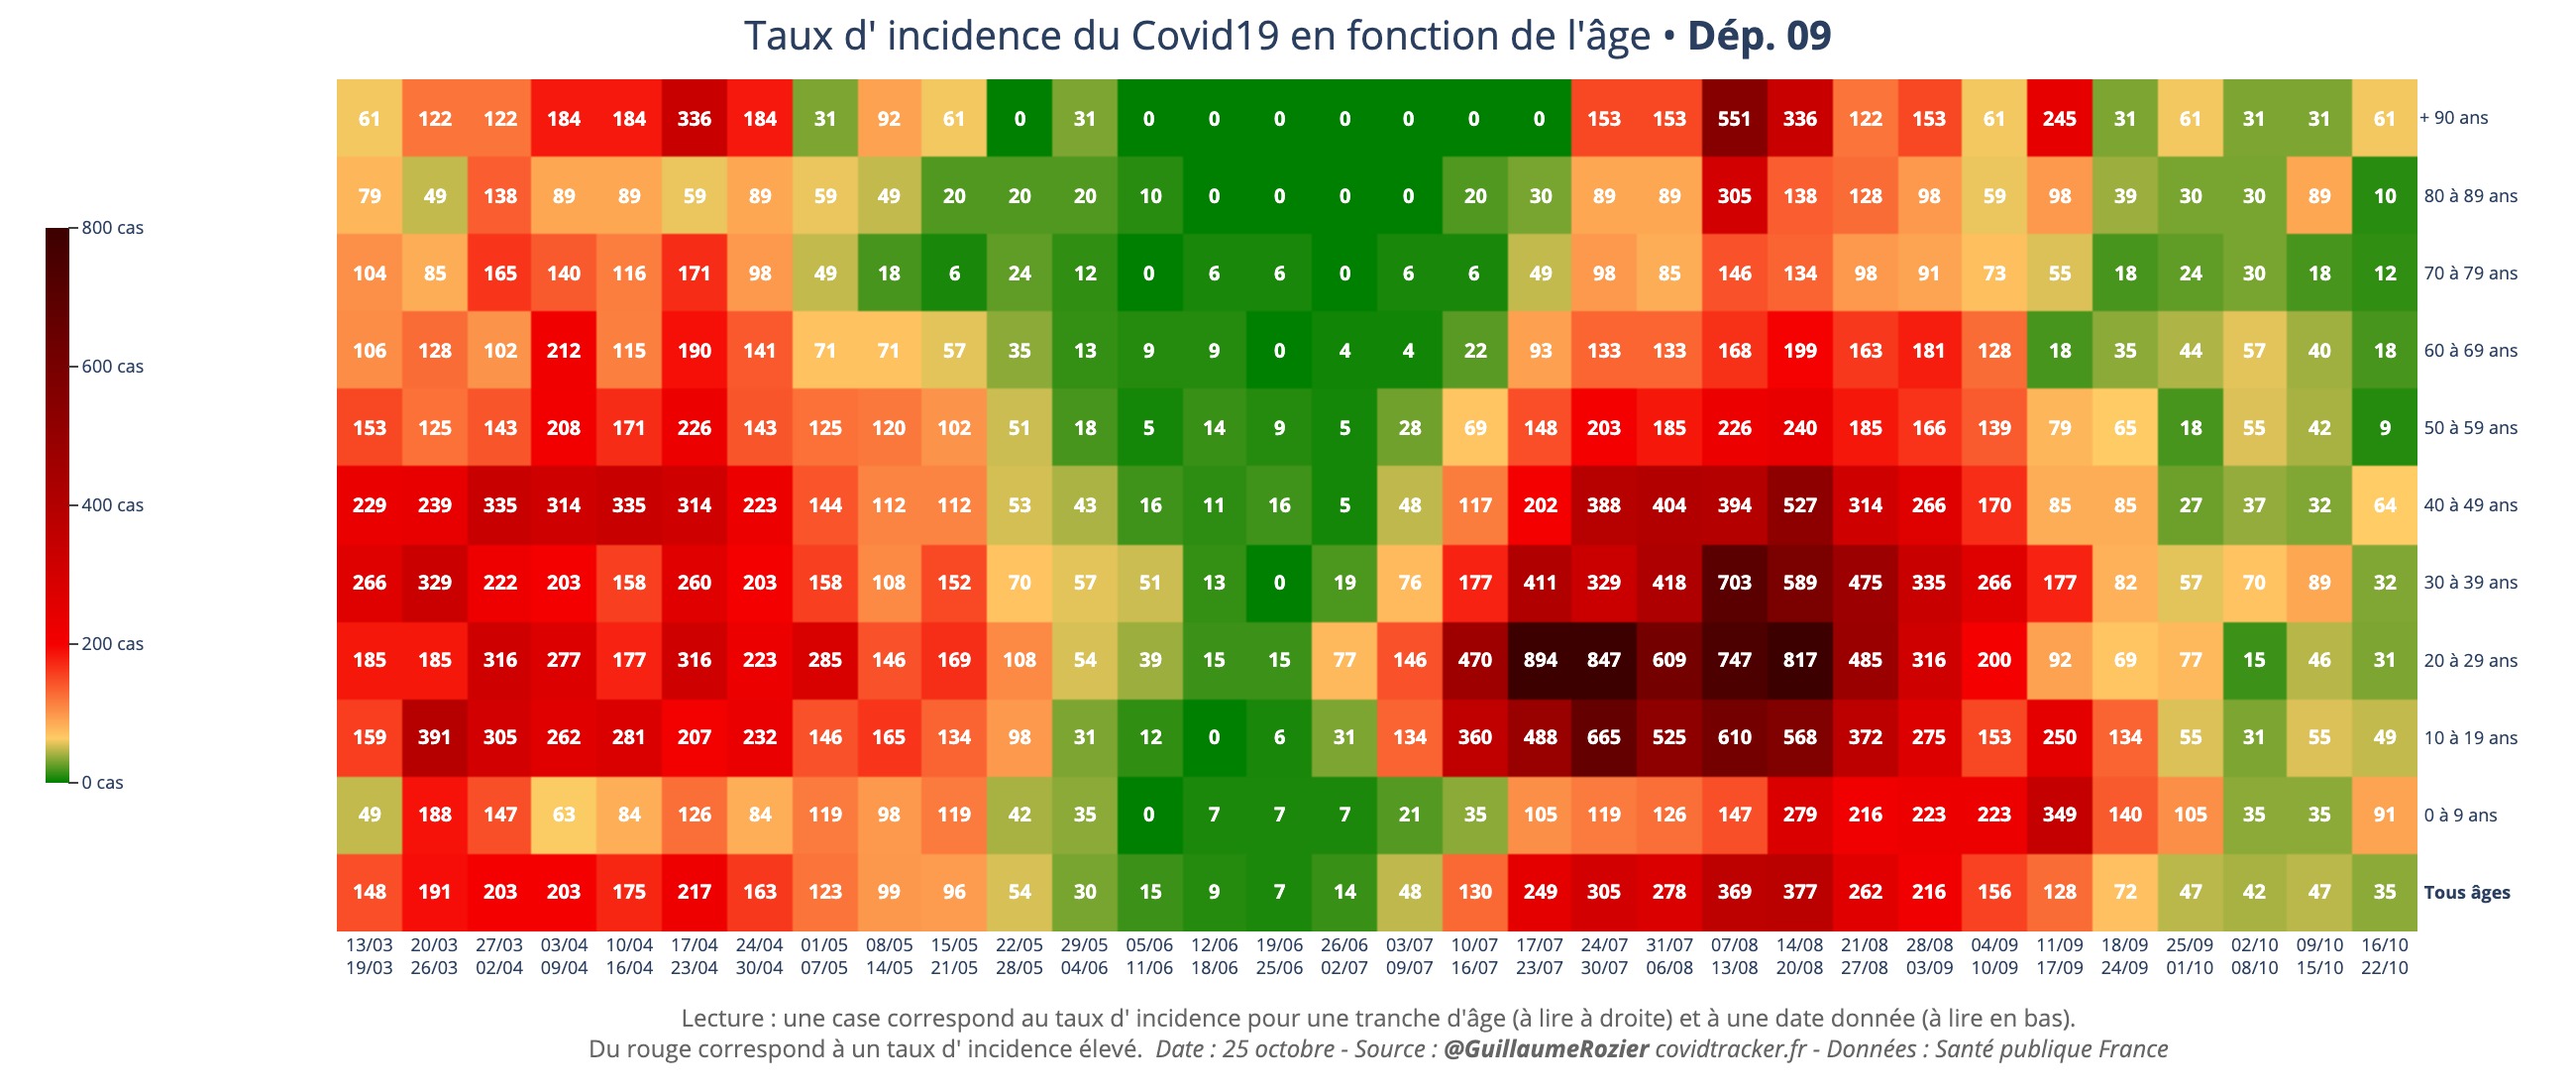 Taux d' incidence du Covid19 en fonction de l'âge • Dép. 09
800 cas
600 cas
400 cas
200 cas
0 cas
61 122 122 184 184 336 184 31 92 61 0 31 0 0 0 0 0 0 0 153 153 551 336 122 153 61 245 31 61 31 31 61 + 90 ans
79 49 138 89 89 59 89 59 49 20 20 20 10 0 0 0 0 20 30 89 89 305 138 128 98 59 98 39 30 30 89 10 80 à 89 ans
104 85 165 140 116 171 98 49 18 6 24 12 0 6 6 0 6 6 49 98 85 146 134 98 91 73 55 18 24 30 18 12 70 à 79 ans
106 128 102 212 115 190 141 71 71 57 35 13 9 9 0 4 4 22 93 133 133 168 199 163 181 128 18 35 44 57 40 18 60 à 69 ans
153 125 143 208 171 226 143 125 120 102 51 18 5 14 9 5 28 69 148 203 185 226 240 185 166 139 79 65 18 55 42 9 50 à 59 ans
229 239 335 314 335 314 223 144 112 112 53 43 16 11 16 5 48 117 202 388 404 394 527 314 266 170 85 85 27 37 32 64 40 à 49 ans
266 329 222 203 158 260 203 158 108 152 70 57 51 13 0 19 76 177 411 329 418 703 589 475 335 266 177 82 57 70 89 32 30 à 39 ans
185 185 316 277 177 316 223 285 146 169 108 54 39 15 15 77 146 470 894 847 609 747 817 485 316 200 92 69 77 15 46 31 20 à 29 ans
159 391 305 262 281 207 232 146 165 134 98 31 12 0 6 31 134 360 488 665 525 610 568 372 275 153 250 134 55 31 55 49 10 à 19 ans
49 188 147 63 84 126 84 119 98 119 42 35 0 7 7 7 21 35 105 119 126 147 279 216 223 223 349 140 105 35 35 91 0 à 9 ans
148 191 203 203 175 217 163 123 99 96 54 30 15 9 7 14 48 130 249 305 278 369 377 262 216 156 128 72 47 42 47 35 Tous âges
13/03 20/03 27/03 03/04 10/04 17/04 24/04 01/05 08/05 15/05 22/05 29/05 05/06 12/06 19/06 26/06 03/07 10/07 17/07 24/07 31/07 07/08 14/08 21/08 28/08 04/09 11/09 18/09 25/09 02/10 09/10 16/10
19/03 26/03 02/04 09/04 16/04 23/04 30/04 07/05 14/05 21/05 28/05 04/06 11/06 18/06 25/06 02/07 09/07 16/07 23/07 30/07 06/08 13/08 20/08 27/08 03/09 10/09 17/09 24/09 01/10 08/10 15/10 22/10
Lecture : une case correspond au taux d' incidence pour une tranche d'âge (à lire à droite) et à une date donnée (à lire en bas).
Du rouge correspond à un taux d' incidence élevé. Date : 25 octobre - Source : @GuillaumeRozier covidtracker.fr - Données : Santé publique France